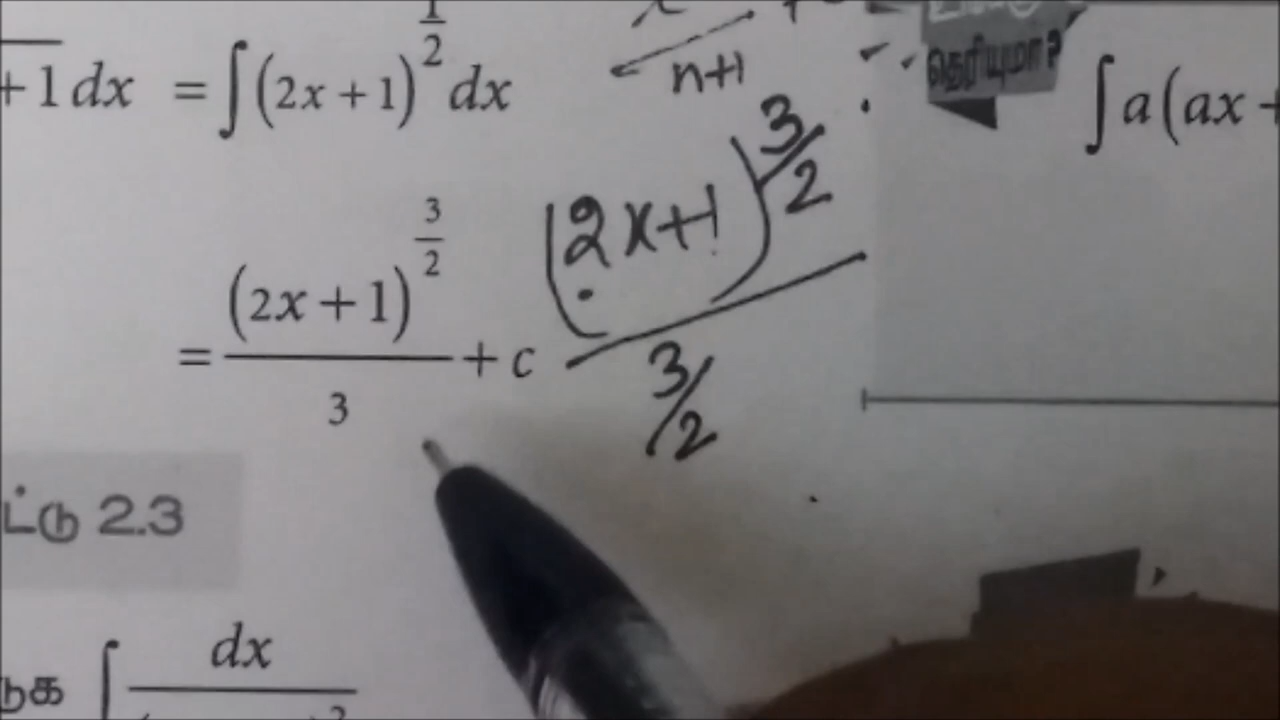 +1 dx = ∫(2x+1)^(1/2) dx
n+1
தெரியுமா?
∫a(ax +
= (2x+1)^(3/2) / 3 + c
(2x+1)^(3/2) / (3/2)
ட்டு 2.3
∫ dx